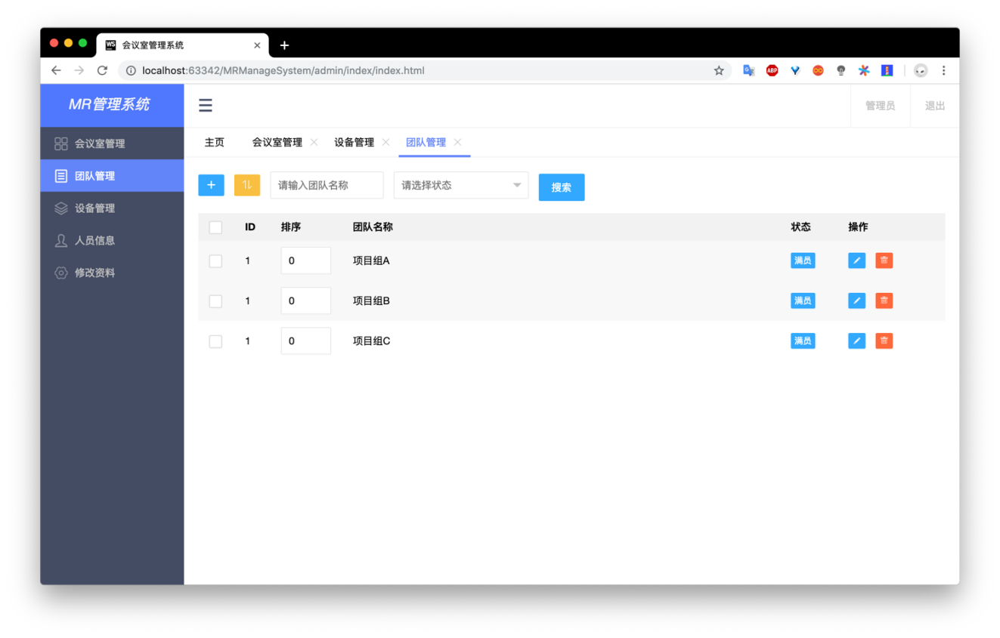 WS 会议室管理系统
localhost:63342/MRManageSystem/admin/index/index.html ABP
MR管理系统
管理员 退出
会议室管理
团队管理
设备管理
人员信息
修改资料
主页 会议室管理 设备管理 团队管理
请输入团队名称 请选择状态 搜索
ID 排序 团队名称 状态 操作
1 0 项目组A 满员
1 0 项目组B 满员
1 0 项目组C 满员